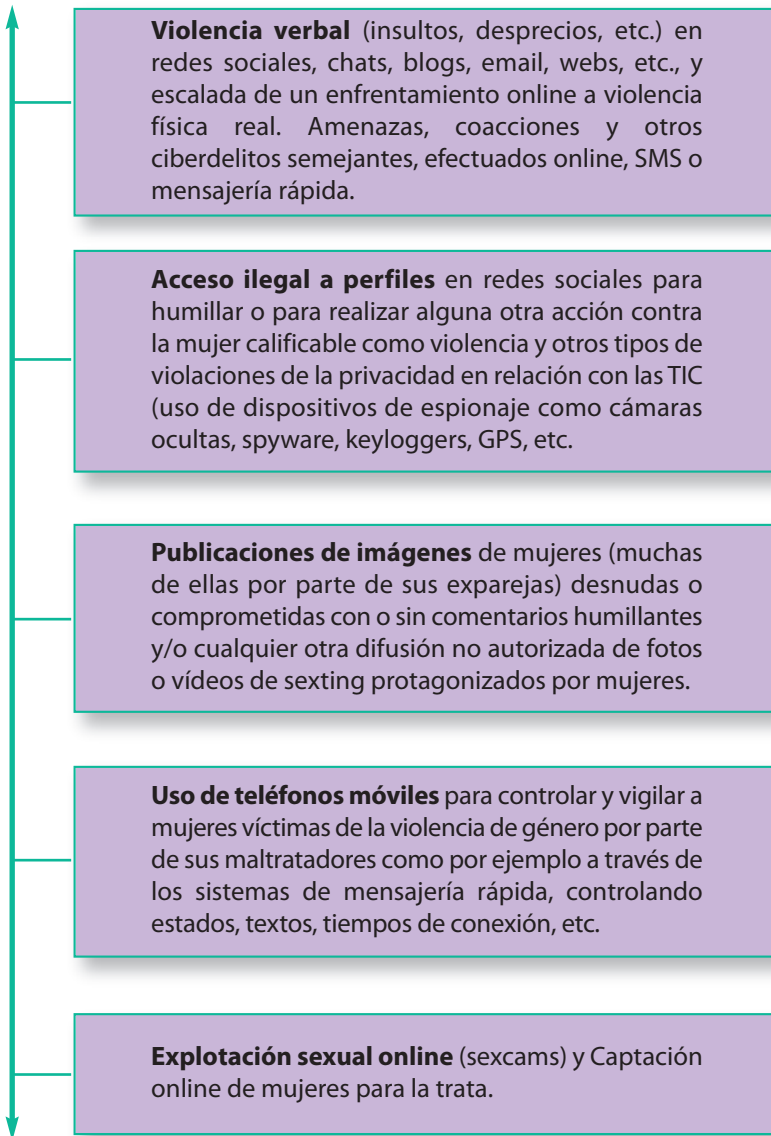 Violencia verbal (insultos, desprecios, etc.) en
redes sociales, chats, blogs, email, webs, etc., y
escalada de un enfrentamiento online a violencia
física real. Amenazas, coacciones y otros
ciberdelitos semejantes, efectuados online, SMS o
mensajería rápida.
Acceso ilegal a perfiles en redes sociales para
humillar o para realizar alguna otra acción contra
la mujer calificable como violencia y otros tipos de
violaciones de la privacidad en relación con las TIC
(uso de dispositivos de espionaje como cámaras
ocultas, spyware, keyloggers, GPS, etc.
Publicaciones de imágenes de mujeres (muchas
de ellas por parte de sus exparejas) desnudas o
comprometidas con o sin comentarios humillantes
y/o cualquier otra difusión no autorizada de fotos
o vídeos de sexting protagonizados por mujeres.
Uso de teléfonos móviles para controlar y vigilar a
mujeres víctimas de la violencia de género por parte
de sus maltratadores como por ejemplo a través de
los sistemas de mensajería rápida, controlando
estados, textos, tiempos de conexión, etc.
Explotación sexual online (sexcams) y Captación
online de mujeres para la trata.